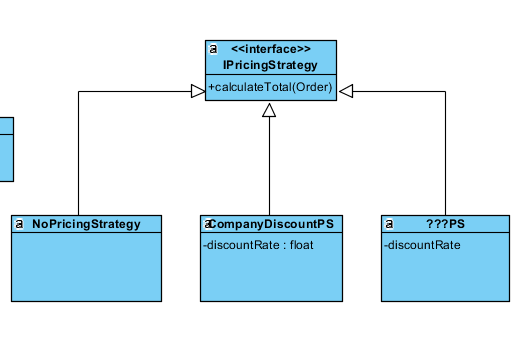 a <<interface>>
IPricingStrategy
+calculateTotal(Order)
a NoPricingStrategy
a CompanyDiscountPS
-discountRate : float
a ???PS
-discountRate